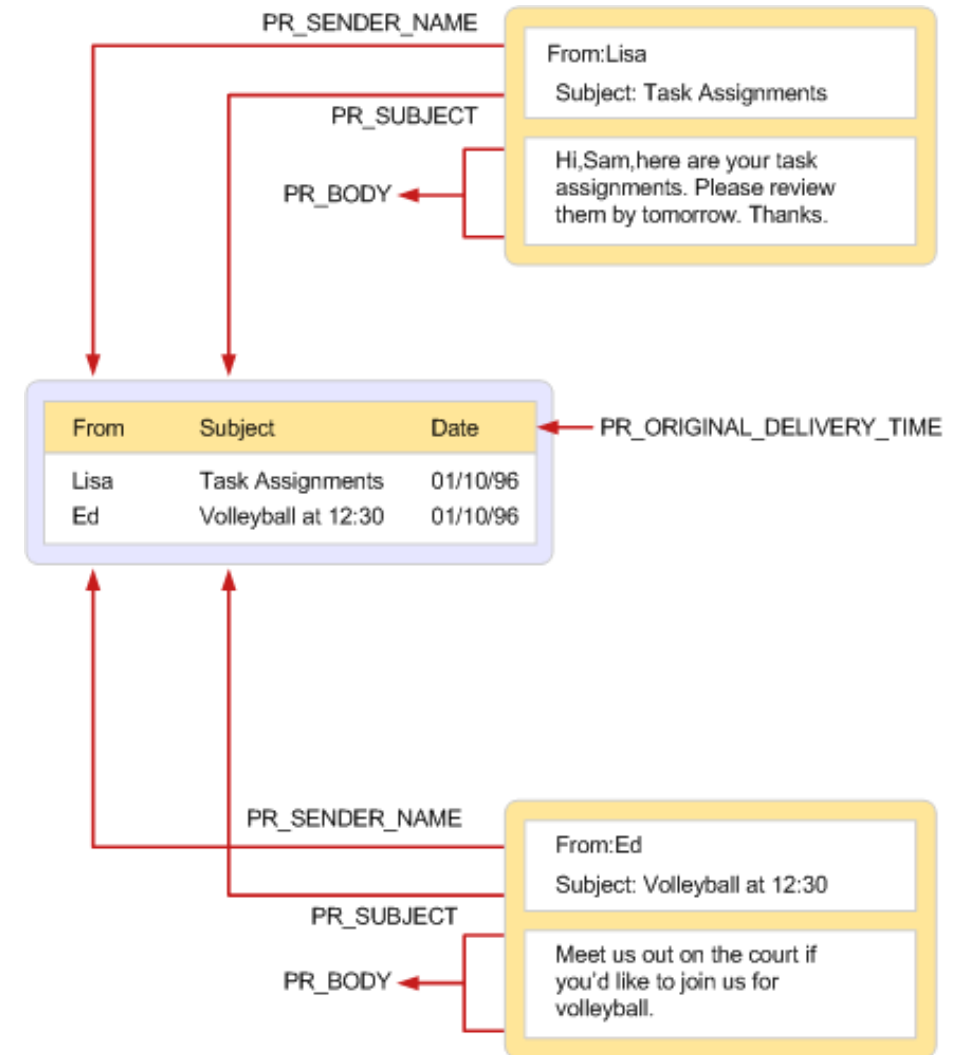 PR_SENDER_NAME
From:Lisa
Subject: Task Assignments
PR_SUBJECT
Hi,Sam,here are your task
assignments. Please review
them by tomorrow. Thanks.
PR_BODY
From Subject Date
PR_ORIGINAL_DELIVERY_TIME
Lisa Task Assignments 01/10/96
Ed Volleyball at 12:30 01/10/96
PR_SENDER_NAME
From:Ed
Subject: Volleyball at 12:30
PR_SUBJECT
Meet us out on the court if
you'd like to join us for
volleyball.
PR_BODY